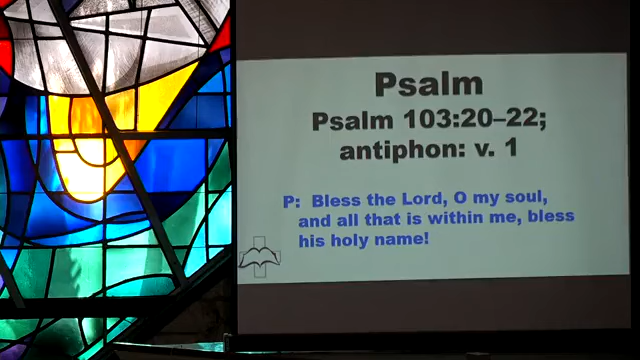 Psalm
Psalm 103:20–22;
antiphon: v. 1
P: Bless the Lord, O my soul,
and all that is within me, bless
his holy name!